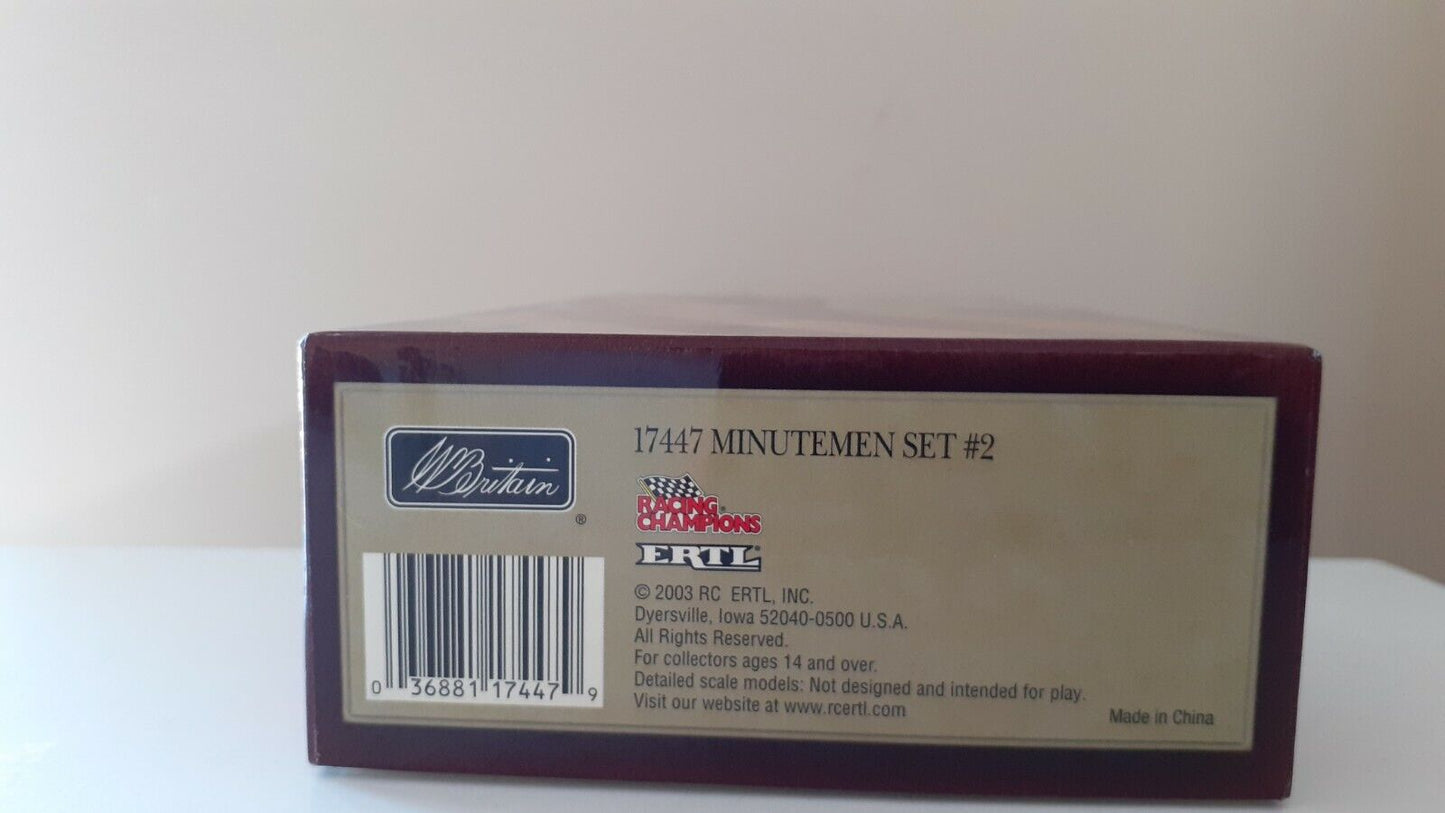 W Britain
®
17447 MINUTEMEN SET #2
RACING®
CHAMPIONS
ERTL®
© 2003 RC ERTL, INC.
Dyersville, Iowa 52040-0500 U.S.A.
All Rights Reserved.
For collectors ages 14 and over.
Detailed scale models: Not designed and intended for play.
Visit our website at www.rcertl.com
Made in China
0 36881 17447 9